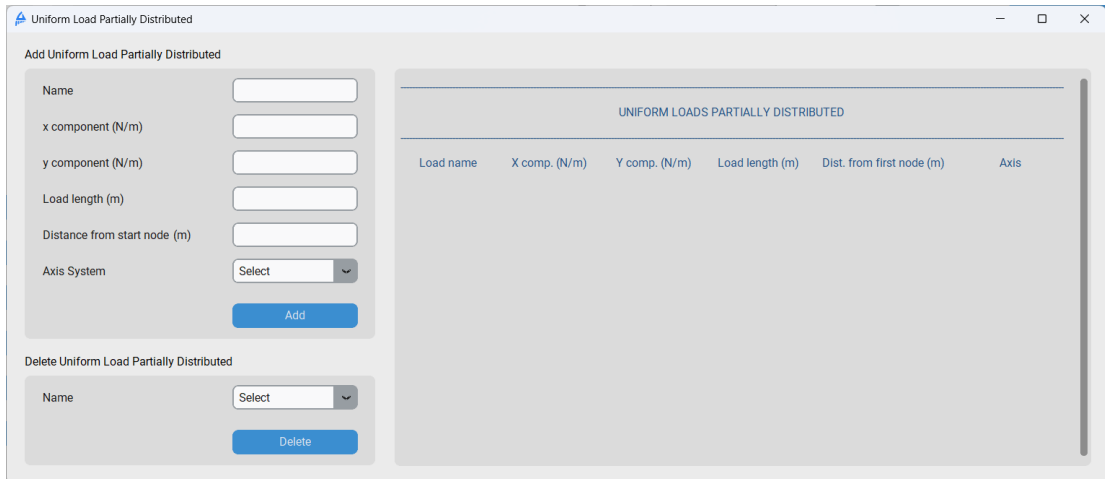 Uniform Load Partially Distributed
Add Uniform Load Partially Distributed
Name
x component (N/m)
y component (N/m)
Load length (m)
Distance from start node (m)
Axis System Select
Add
Delete Uniform Load Partially Distributed
Name Select
Delete
UNIFORM LOADS PARTIALLY DISTRIBUTED
Load name X comp. (N/m) Y comp. (N/m) Load length (m) Dist. from first node (m) Axis